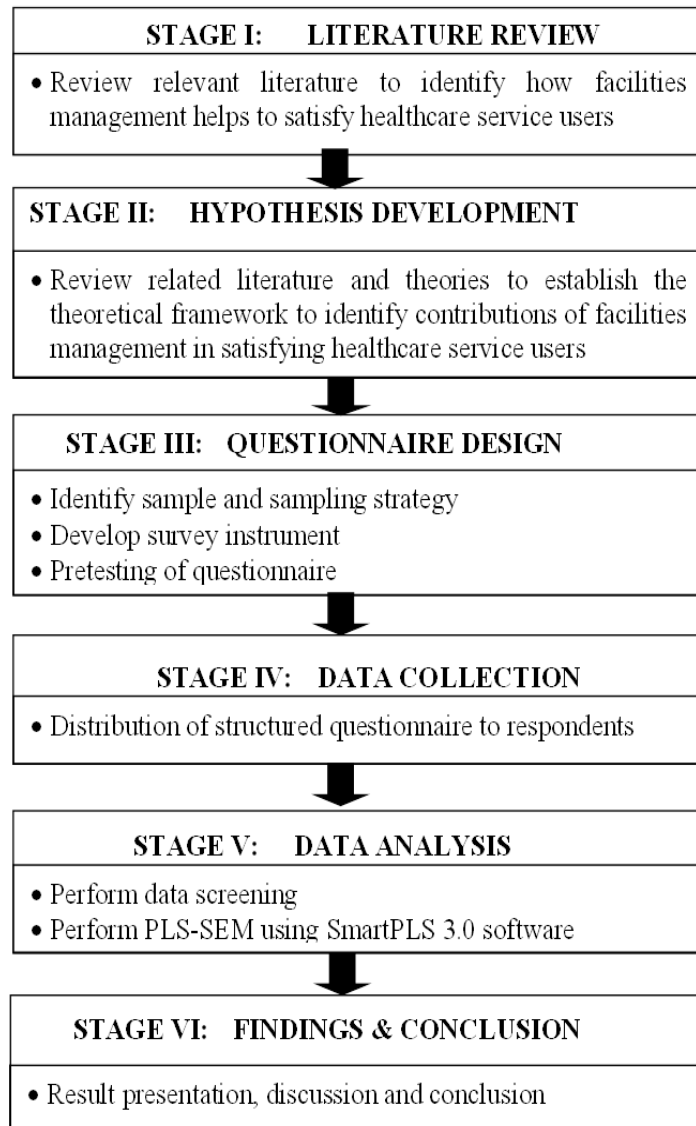 STAGE I: LITERATURE REVIEW
• Review relevant literature to identify how facilities
management helps to satisfy healthcare service users
STAGE II: HYPOTHESIS DEVELOPMENT
• Review related literature and theories to establish the
theoretical framework to identify contributions of facilities
management in satisfying healthcare service users
STAGE III: QUESTIONNAIRE DESIGN
• Identify sample and sampling strategy
• Develop survey instrument
• Pretesting of questionnaire
STAGE IV: DATA COLLECTION
• Distribution of structured questionnaire to respondents
STAGE V: DATA ANALYSIS
• Perform data screening
• Perform PLS-SEM using SmartPLS 3.0 software
STAGE VI: FINDINGS & CONCLUSION
• Result presentation, discussion and conclusion